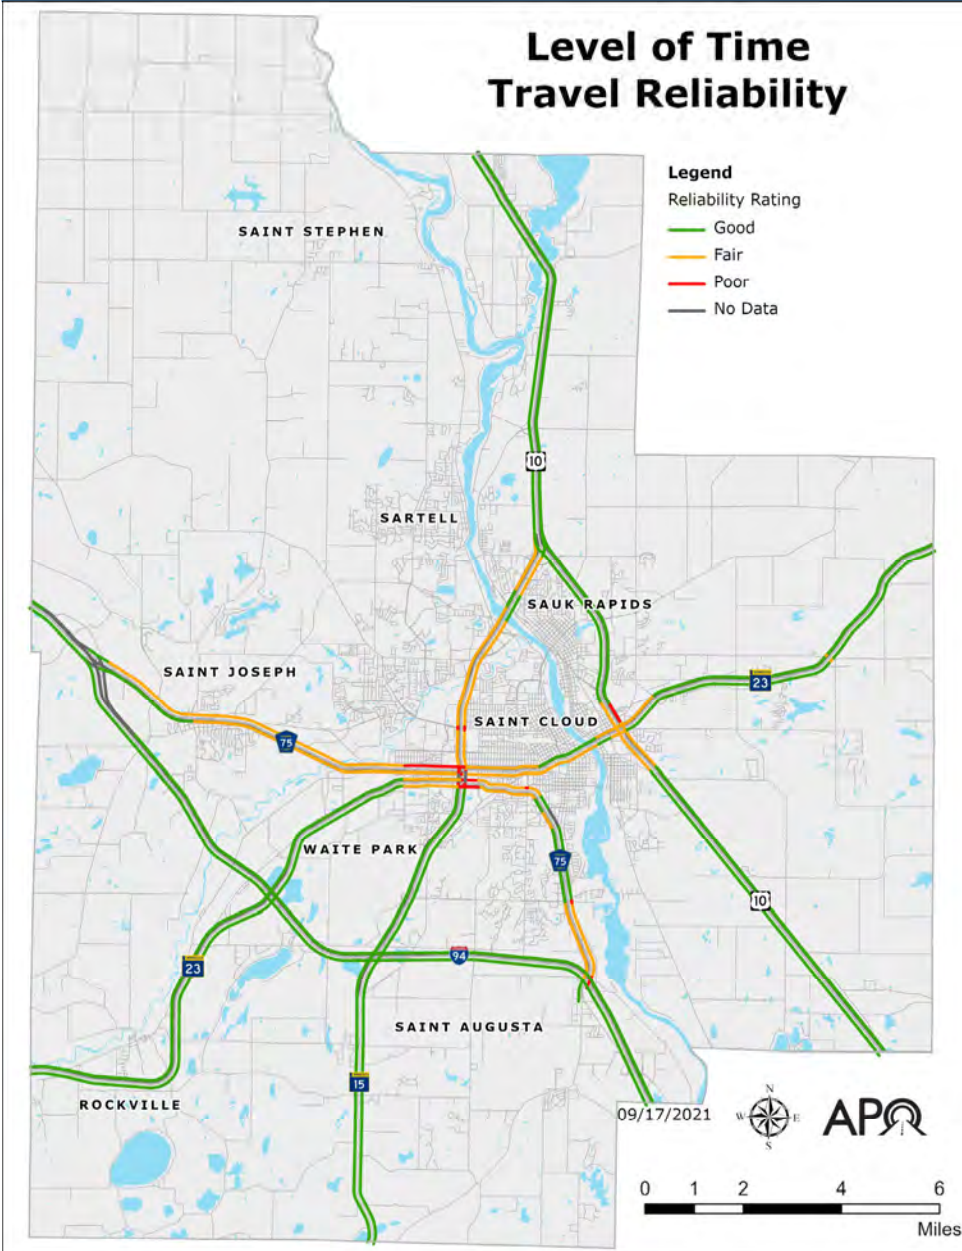 Level of Time
Travel Reliability
Legend
Reliability Rating
Good
Fair
Poor
No Data
SAINT STEPHEN
10
SARTELL
SAUK RAPIDS
SAINT JOSEPH
23
SAINT CLOUD
75
WAITE PARK
75
10
94
23
SAINT AUGUSTA
15
ROCKVILLE
09/17/2021
N
W E
S
APO
0 1 2 4 6
Miles